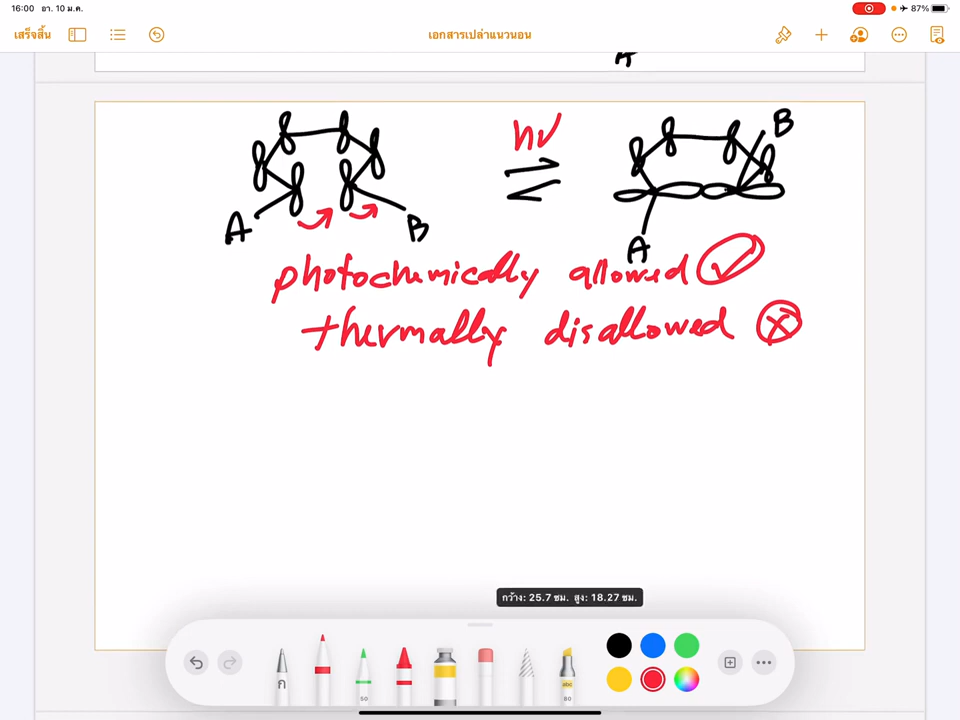 16:00 อา. 10 ม.ค.
87%
เสร็จสิ้น
เอกสารเปล่าแนวนอน
A
hν
B
A
B
A
photochemically allowed
thermally disallowed
กว้าง: 25.7 ซม. สูง: 18.27 ซม.
ก
50
abc
80